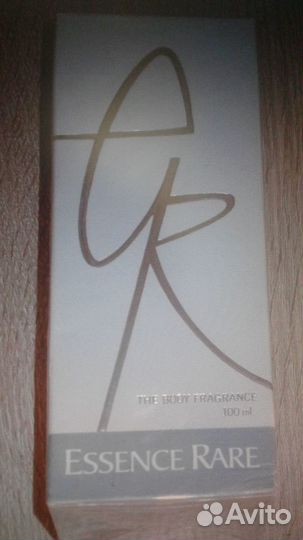 eR
THE BODY FRAGRANCE
100 ml
ESSENCE RARE
Avito